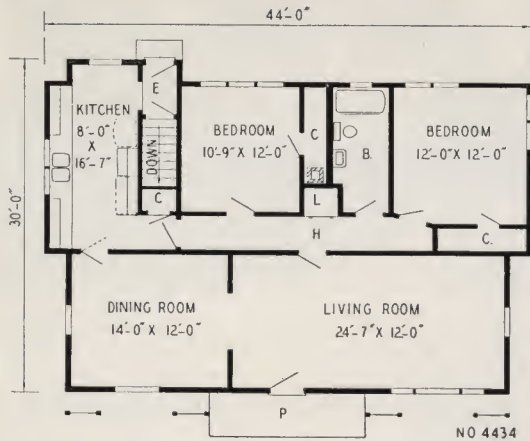 44'-0"
30'-0"
KITCHEN
8'-0"
X
16'-7"
E
DOWN
C
BEDROOM
10'-9" X 12'-0"
C
L
B.
BEDROOM
12'-0" X 12'-0"
C.
H
DINING ROOM
14'-0" X 12'-0"
LIVING ROOM
24'-7" X 12'-0"
P
NO 4434